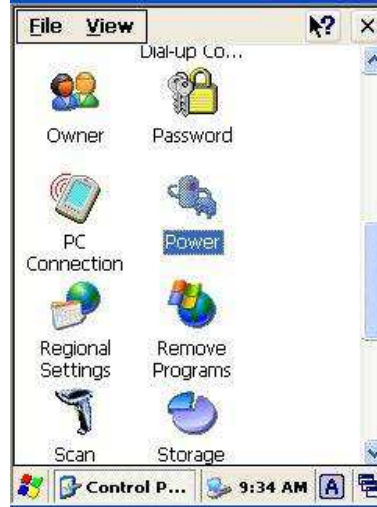 File View
Dial-up Co...
Owner Password
PC Connection
Power
Regional Settings
Remove Programs
Scan Storage
Control P... 9:34 AM A